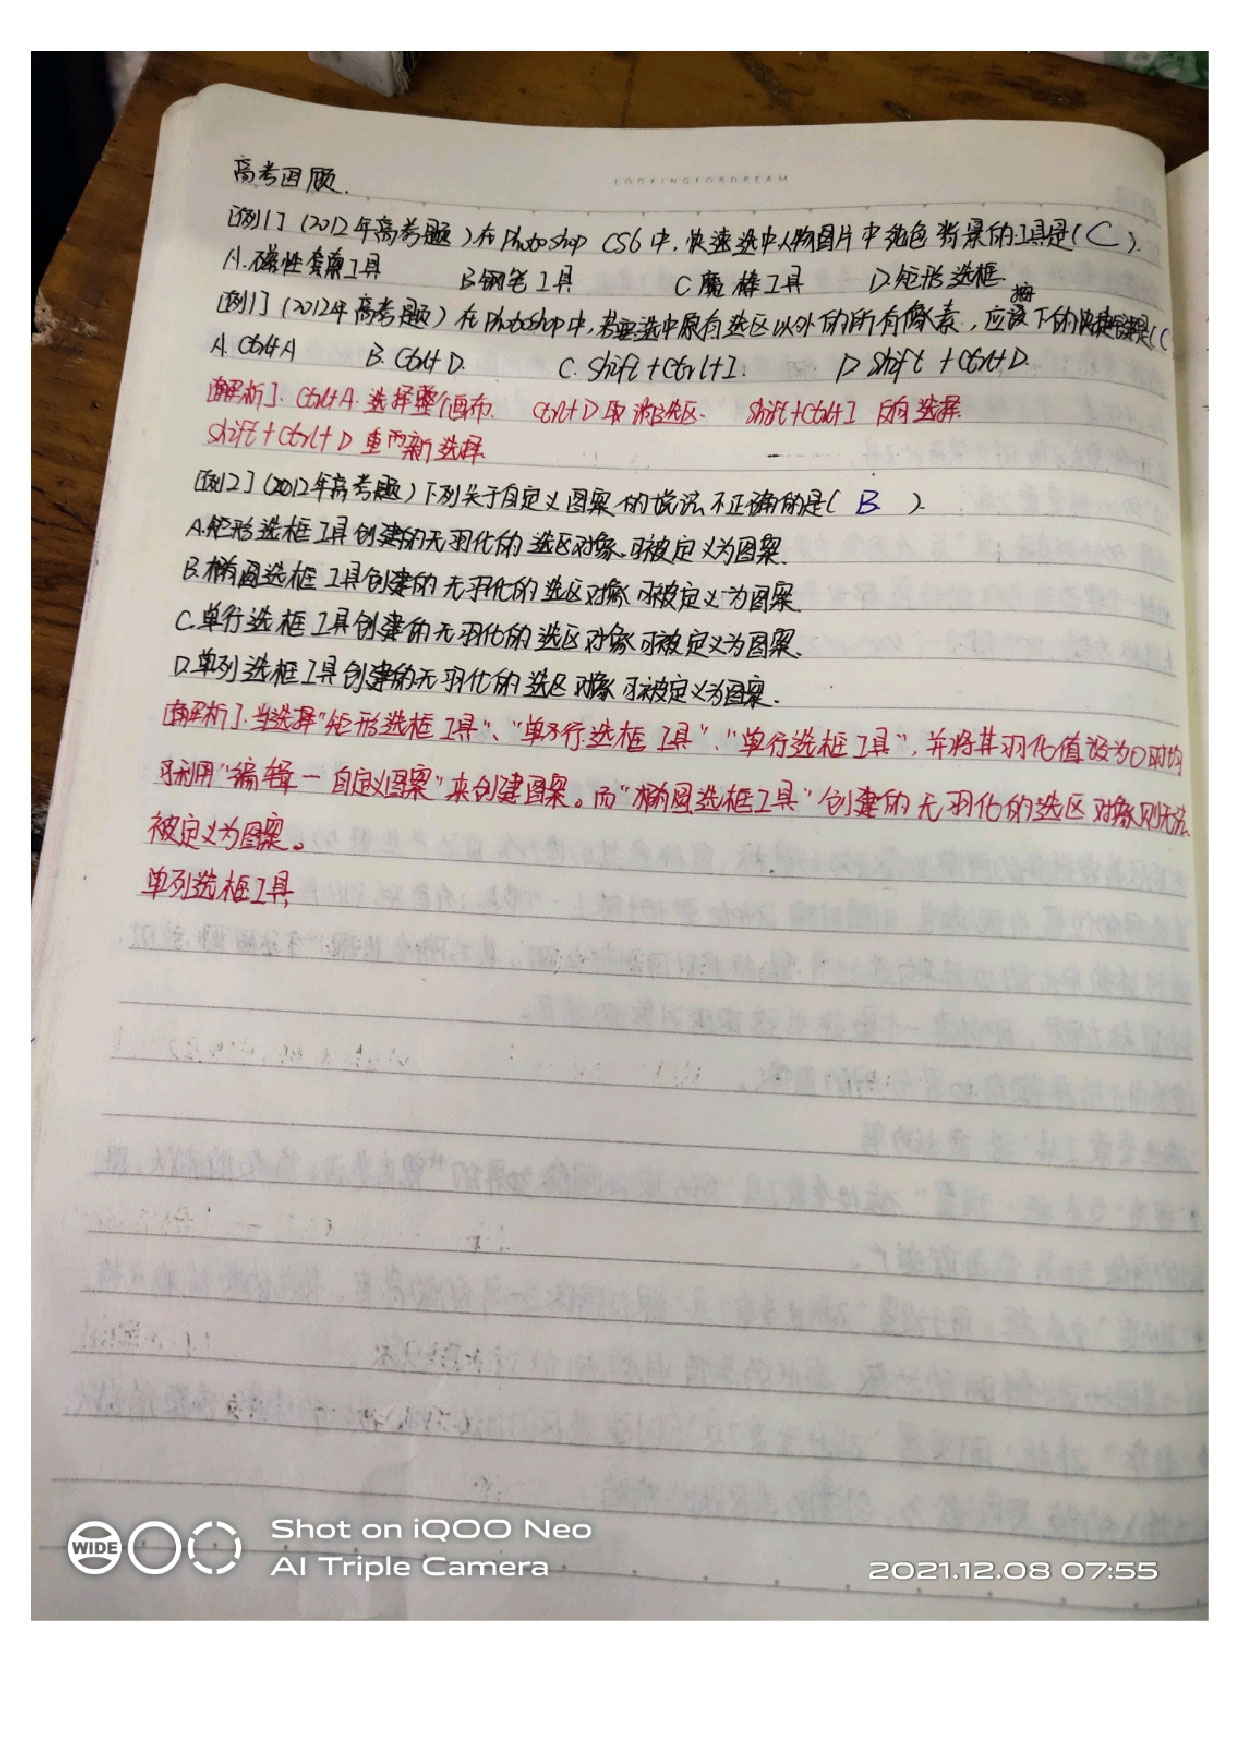 LOOKINGFORDREAM
高考回顾.
[例1](2012年高考题)在Photoshop CS6中,快速选中人物图片中纯色背景的工具是(C).
A.磁性套索工具 B.钢笔工具 C.魔棒工具 D.矩形选框
[例1](2012年高考题)在Photoshop中,若要选中原有选区以外的所有像素,应该按下的快捷键是(C
A.Ctrl+A B.Ctrl+D. C.Shift+Ctrl+I. D Shift+Ctrl+D.
[解析].Ctrl+A.选择整个画布. Ctrl+D取消选区. Shift+Ctrl+I 反向选择.
Shift+Ctrl+D 重而新选择.
[例2](2012年高考题)下列关于自定义图案的说法不正确的是(B).
A.矩形选框工具创建的无羽化的选区对象.可被定义为图案.
B.椭圆选框工具创建的无羽化的选区对象可被定义为图案.
C.单行选框工具创建的无羽化的选区对象可被定义为图案.
D.单列选框工具创建的无羽化的选区对象可被定义为图案.
[解析].当选择“矩形选框工具”、“单行选框工具”、“单行选框工具”,并将其羽化值设为0时均
可利用“编辑—自定义图案”来创建图案。而“椭圆选框工具”创建的无羽化的选区对象则无法
被定义为图案。
单列选框工具
WIDE
Shot on iQOO Neo
AI Triple Camera
2021.12.08 07:55